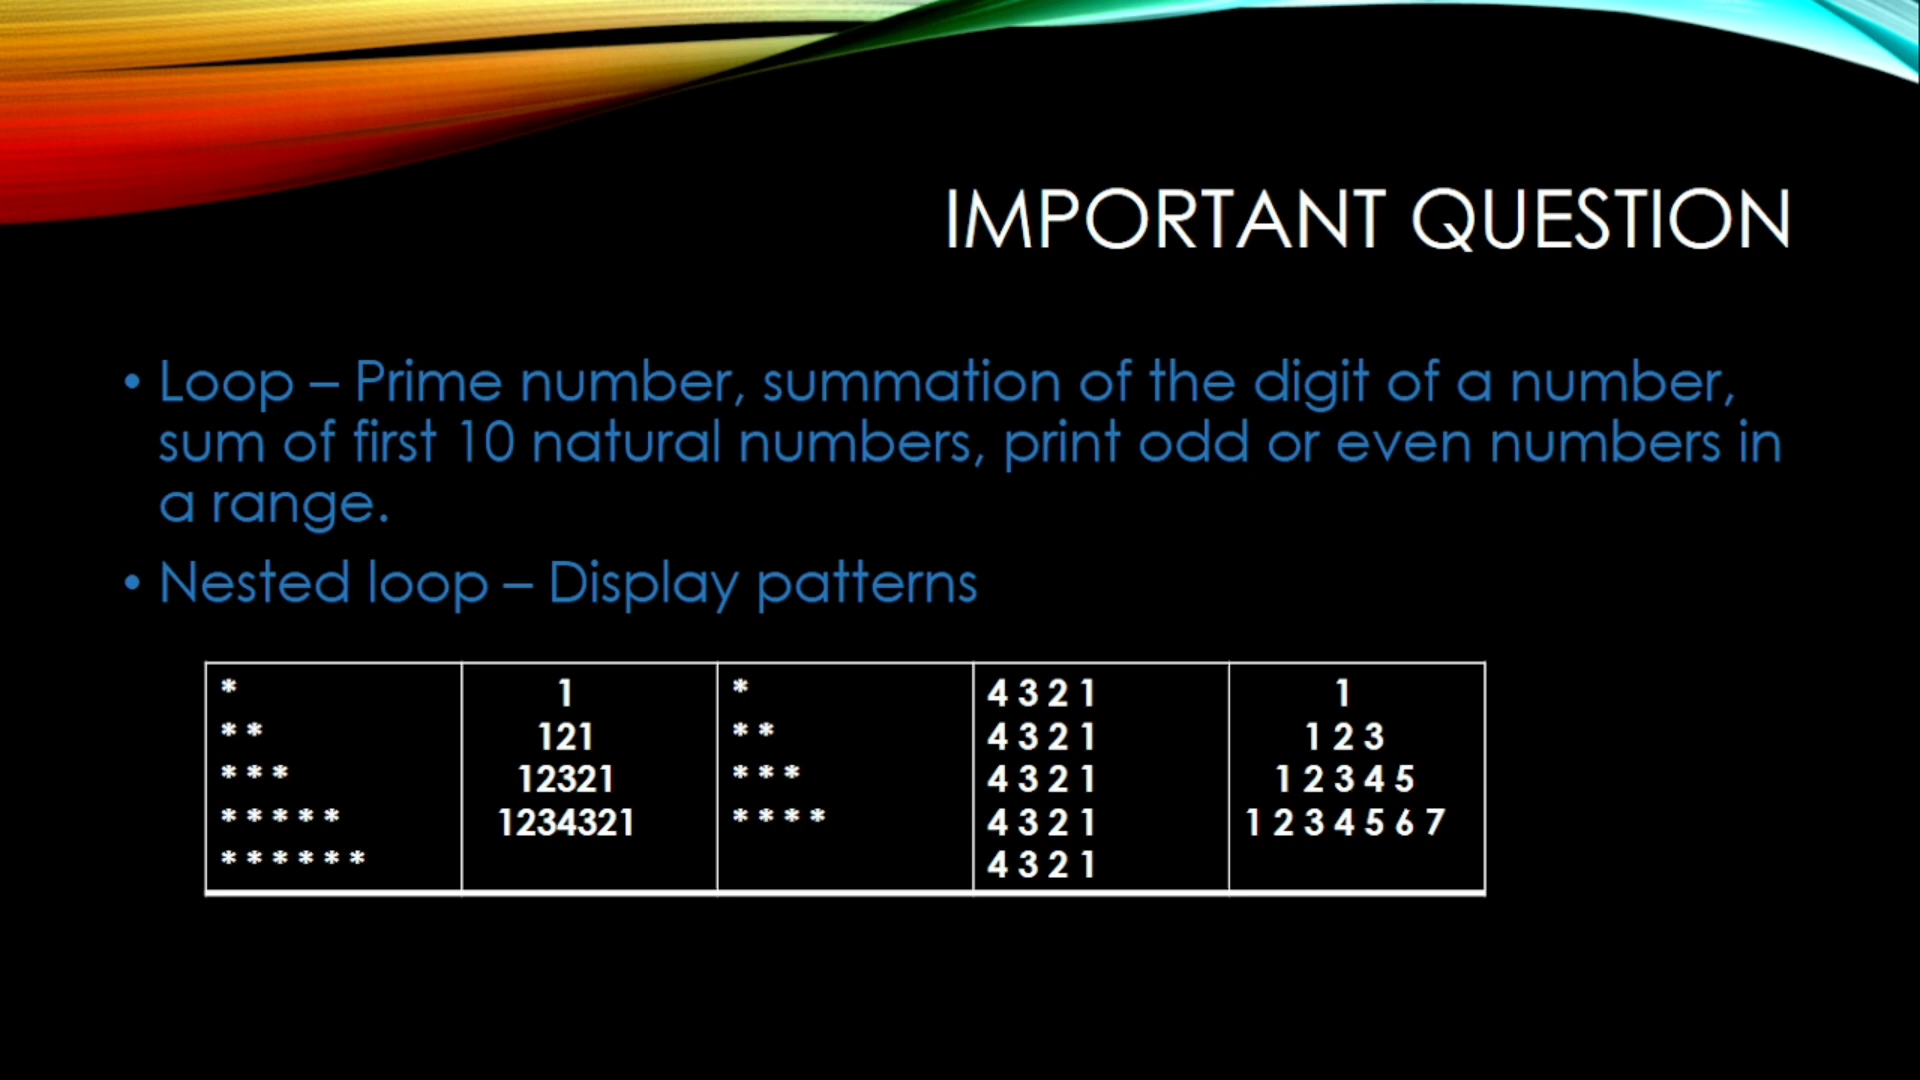 IMPORTANT QUESTION
• Loop – Prime number, summation of the digit of a number,
sum of first 10 natural numbers, print odd or even numbers in
a range.
• Nested loop – Display patterns
*
* *
* * *
* * * * *
* * * * * *
1
121
12321
1234321
*
* *
* * *
* * * *
4 3 2 1
4 3 2 1
4 3 2 1
4 3 2 1
4 3 2 1
1
1 2 3
1 2 3 4 5
1 2 3 4 5 6 7